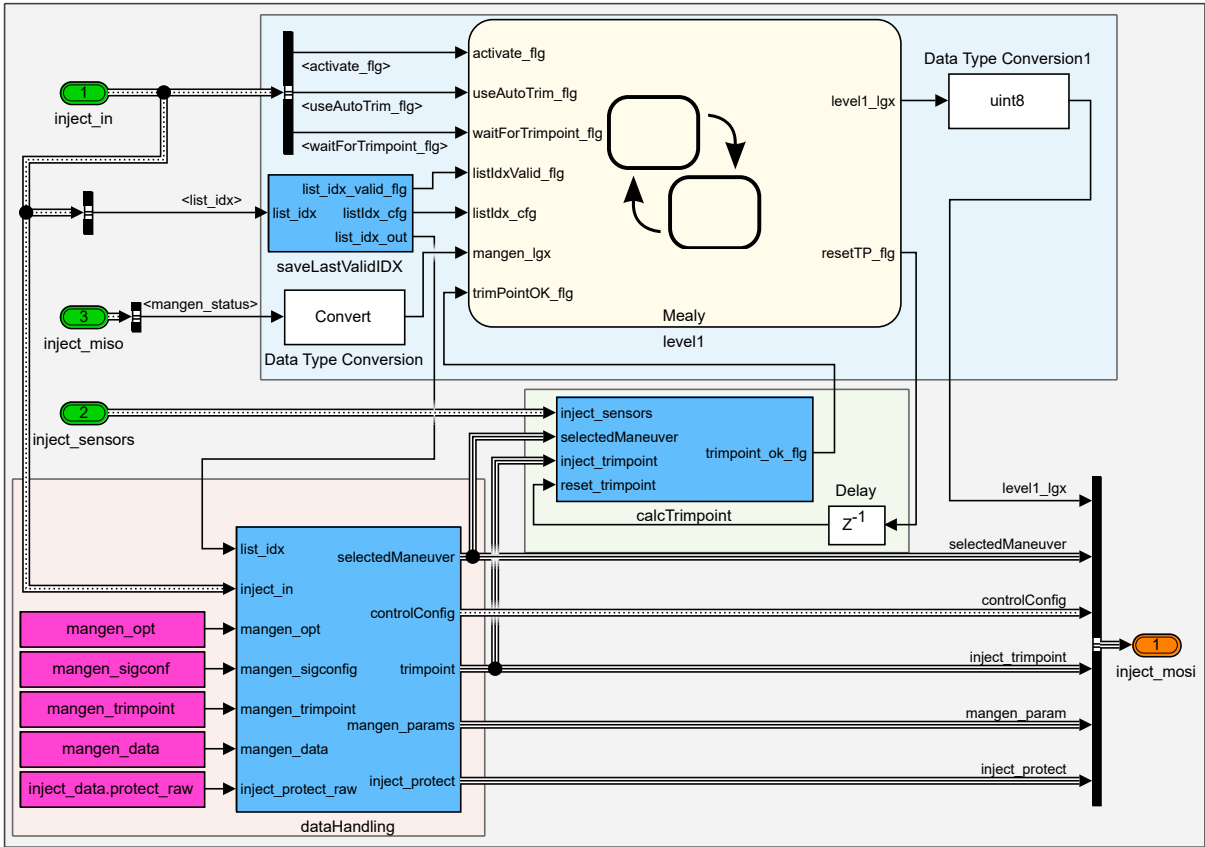 1
inject_in
<activate_flg>
<useAutoTrim_flg>
<waitForTrimpoint_flg>
activate_flg
useAutoTrim_flg
waitForTrimpoint_flg
listIdxValid_flg
listIdx_cfg
mangen_lgx
trimPointOK_flg
level1_lgx
resetTP_flg
Mealy
level1
Data Type Conversion1
uint8
<list_idx>
list_idx_valid_flg
list_idx
listIdx_cfg
list_idx_out
saveLastValidIDX
3
inject_miso
<mangen_status>
Convert
Data Type Conversion
2
inject_sensors
inject_sensors
selectedManeuver
inject_trimpoint
reset_trimpoint
trimpoint_ok_flg
calcTrimpoint
Delay
Z-1
list_idx
inject_in
mangen_opt
mangen_sigconfig
mangen_trimpoint
mangen_data
inject_protect_raw
selectedManeuver
controlConfig
trimpoint
mangen_params
inject_protect
dataHandling
mangen_opt
mangen_sigconf
mangen_trimpoint
mangen_data
inject_data.protect_raw
level1_lgx
selectedManeuver
controlConfig
inject_trimpoint
mangen_param
inject_protect
1
inject_mosi